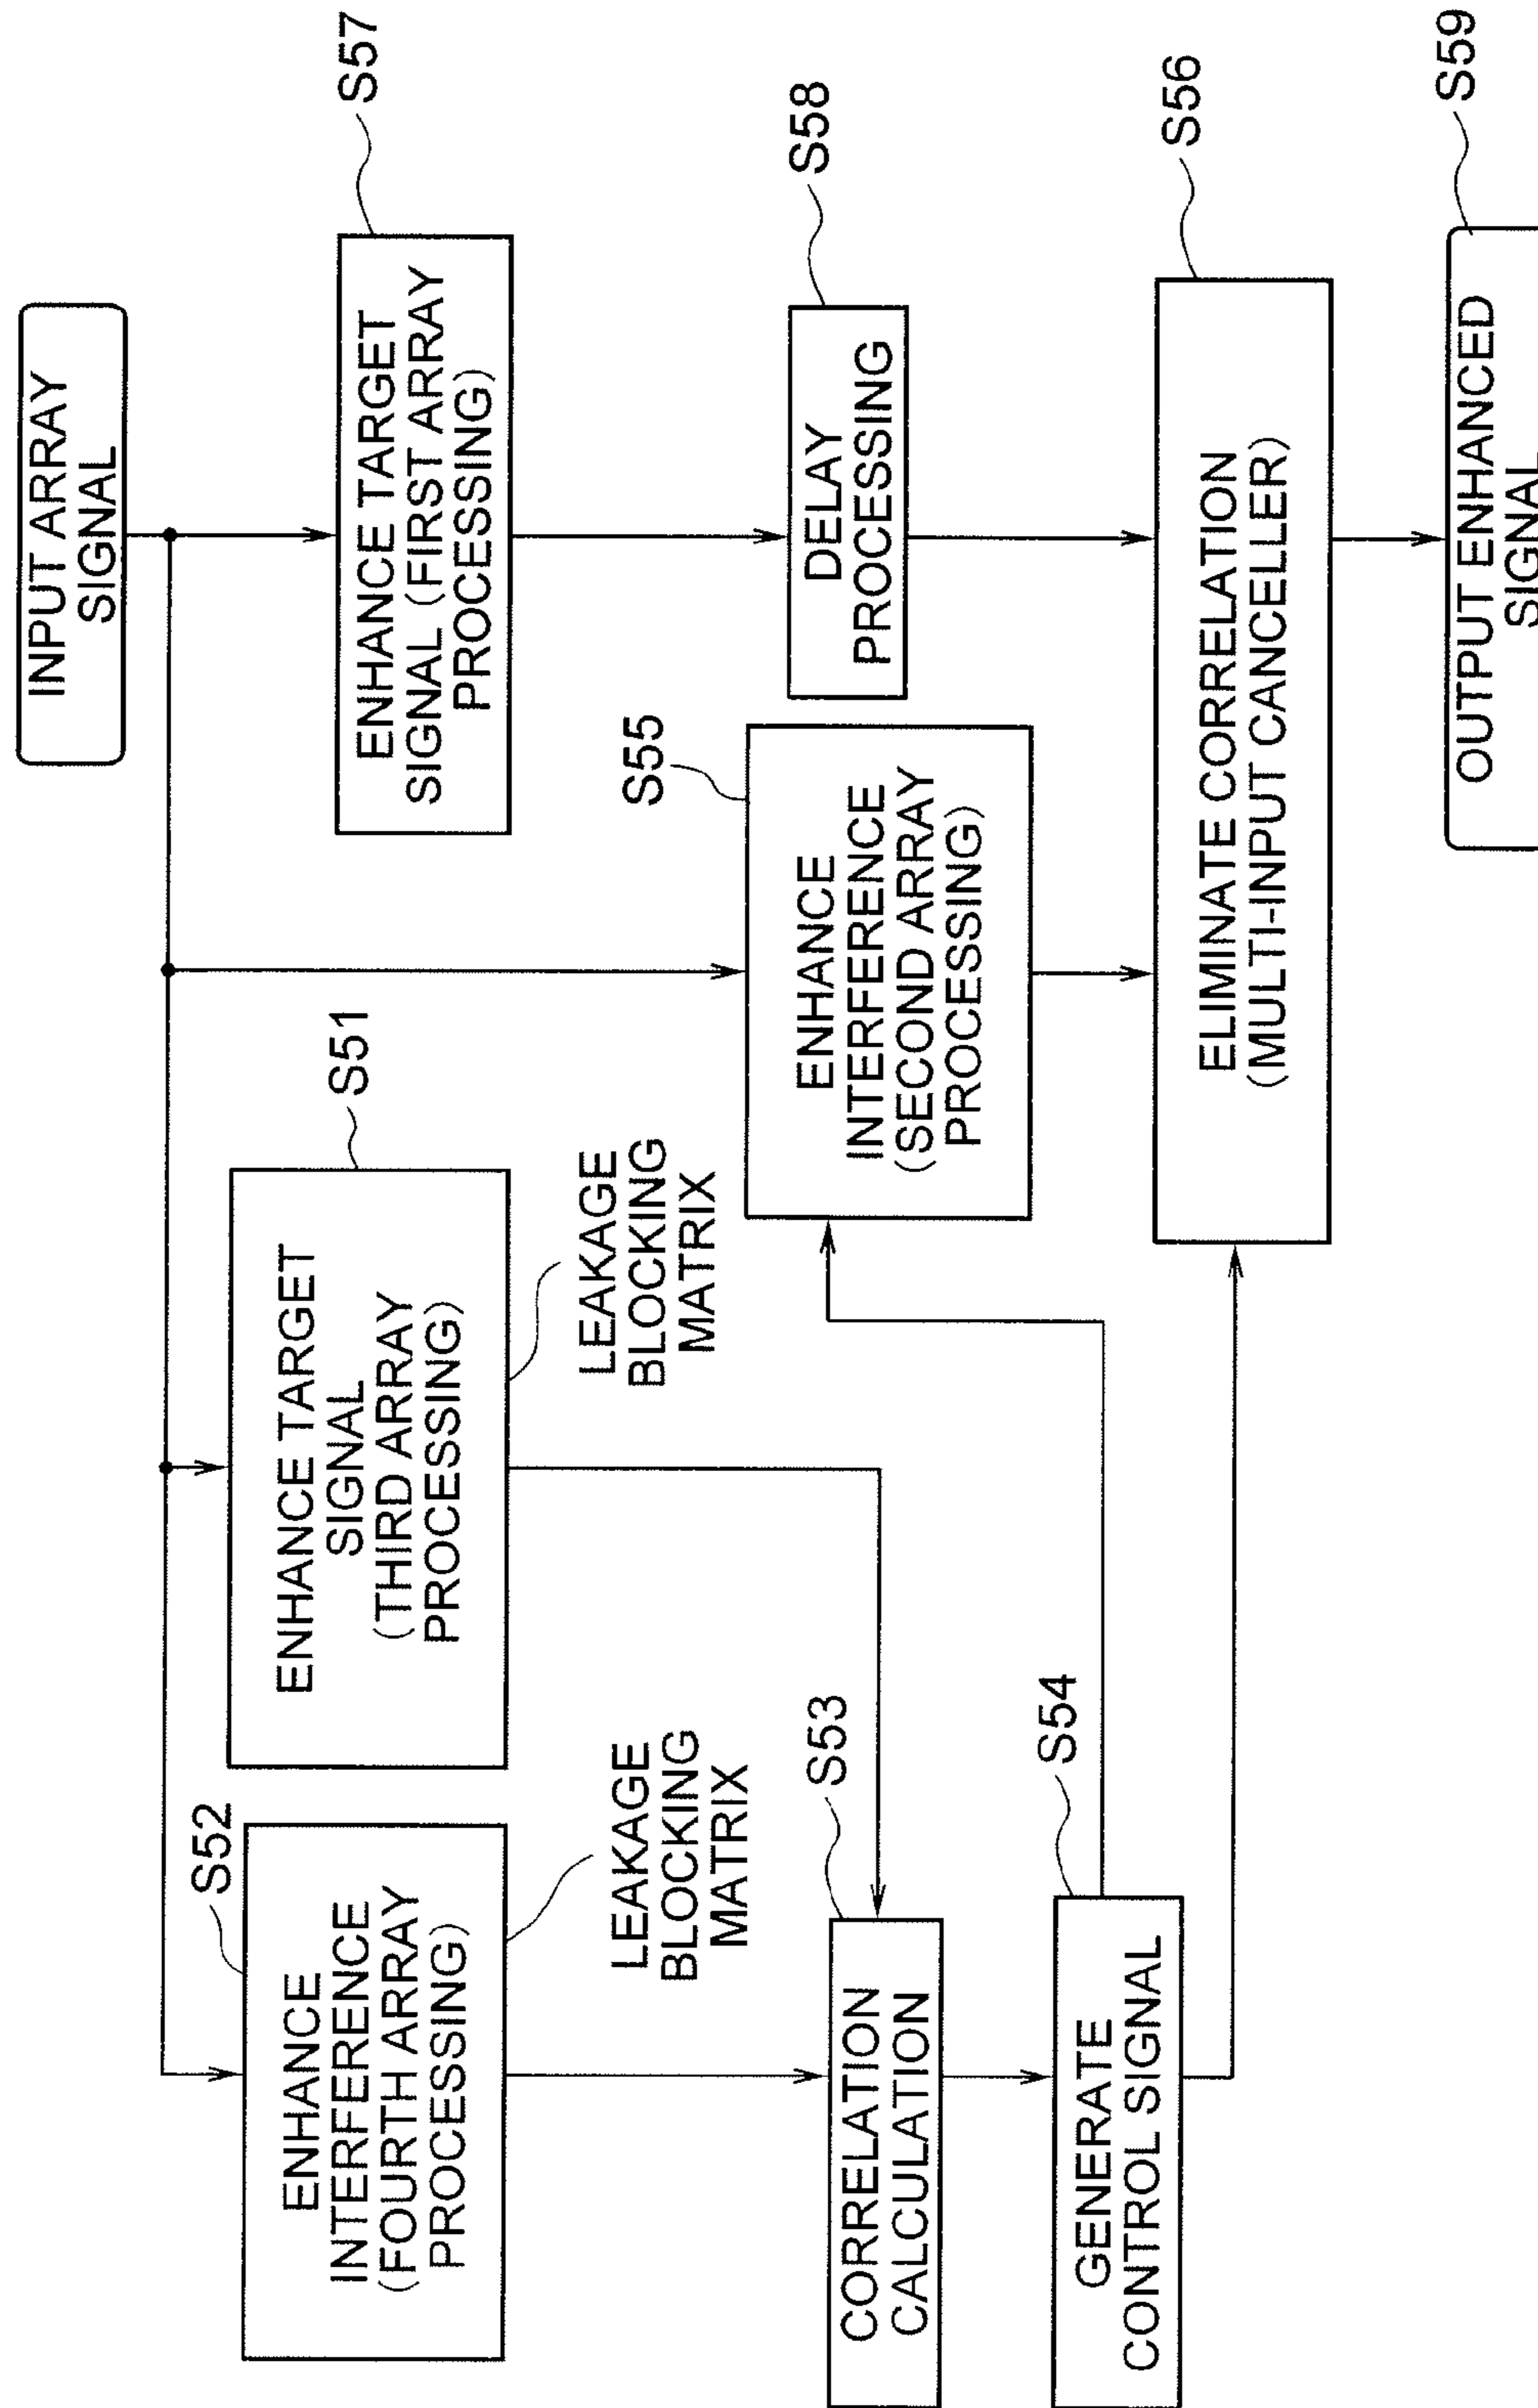 INPUT ARRAY
SIGNAL
S57
ENHANCE TARGET
SIGNAL (FIRST ARRAY
PROCESSING)
S58
DELAY
PROCESSING
S55
ENHANCE
INTERFERENCE
(SECOND ARRAY
PROCESSING)
S51
ENHANCE TARGET
SIGNAL
(THIRD ARRAY
PROCESSING)
LEAKAGE
BLOCKING
MATRIX
S52
ENHANCE
INTERFERENCE
(FOURTH ARRAY
PROCESSING)
LEAKAGE
BLOCKING
MATRIX
S53
CORRELATION
CALCULATION
S54
GENERATE
CONTROL SIGNAL
S56
ELIMINATE CORRELATION
(MULTI-INPUT CANCELLER)
S59
OUTPUT ENHANCED
SIGNAL